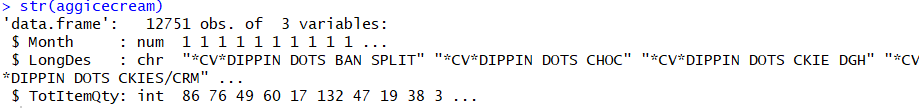 > str(aggicecream)
'data.frame':   12751 obs. of  3 variables:
 $ Month     : num  1 1 1 1 1 1 1 1 1 1 ...
 $ LongDes   : chr  "*CV*DIPPIN DOTS BAN SPLIT" "*CV*DIPPIN DOTS CHOC" "*CV*DIPPIN DOTS CKIE DGH" "*CV
*DIPPIN DOTS CKIES/CRM" ...
 $ TotItemQty: int  86 76 49 60 17 132 47 19 38 3 ...